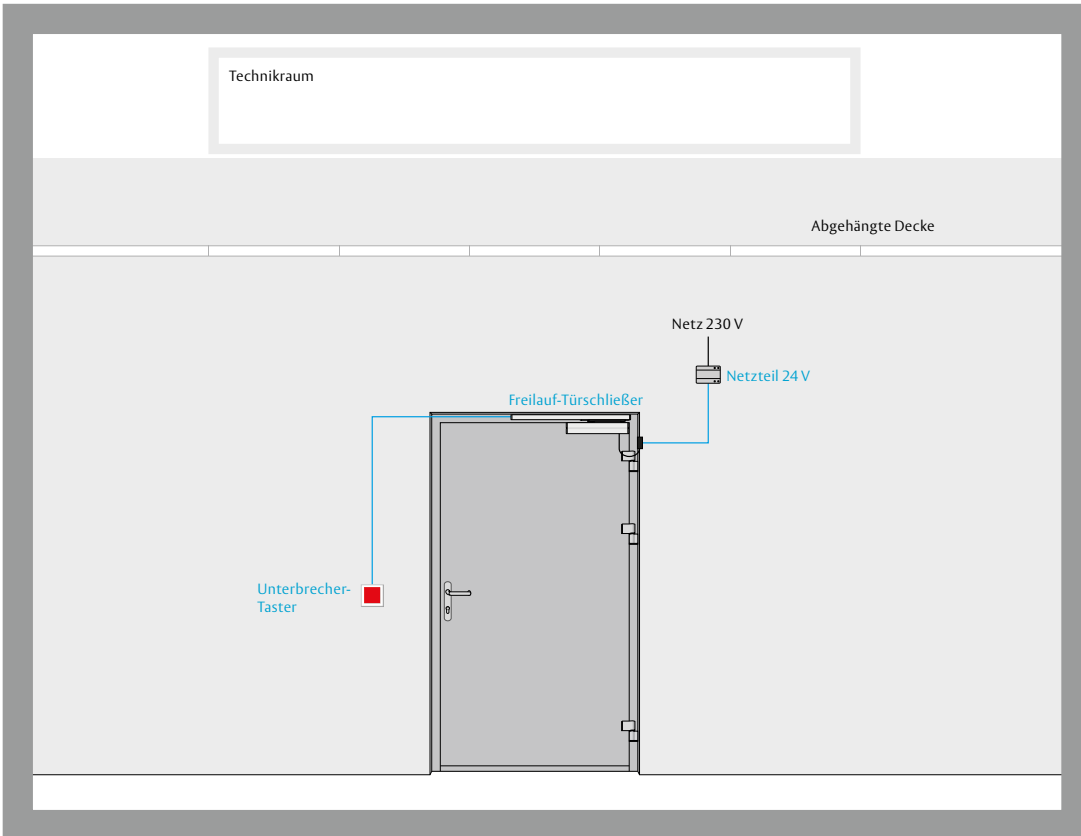 Technikraum
Abgehängte Decke
Netz 230 V
Netzteil 24 V
Freilauf-Türschließer
Unterbrecher-
Taster